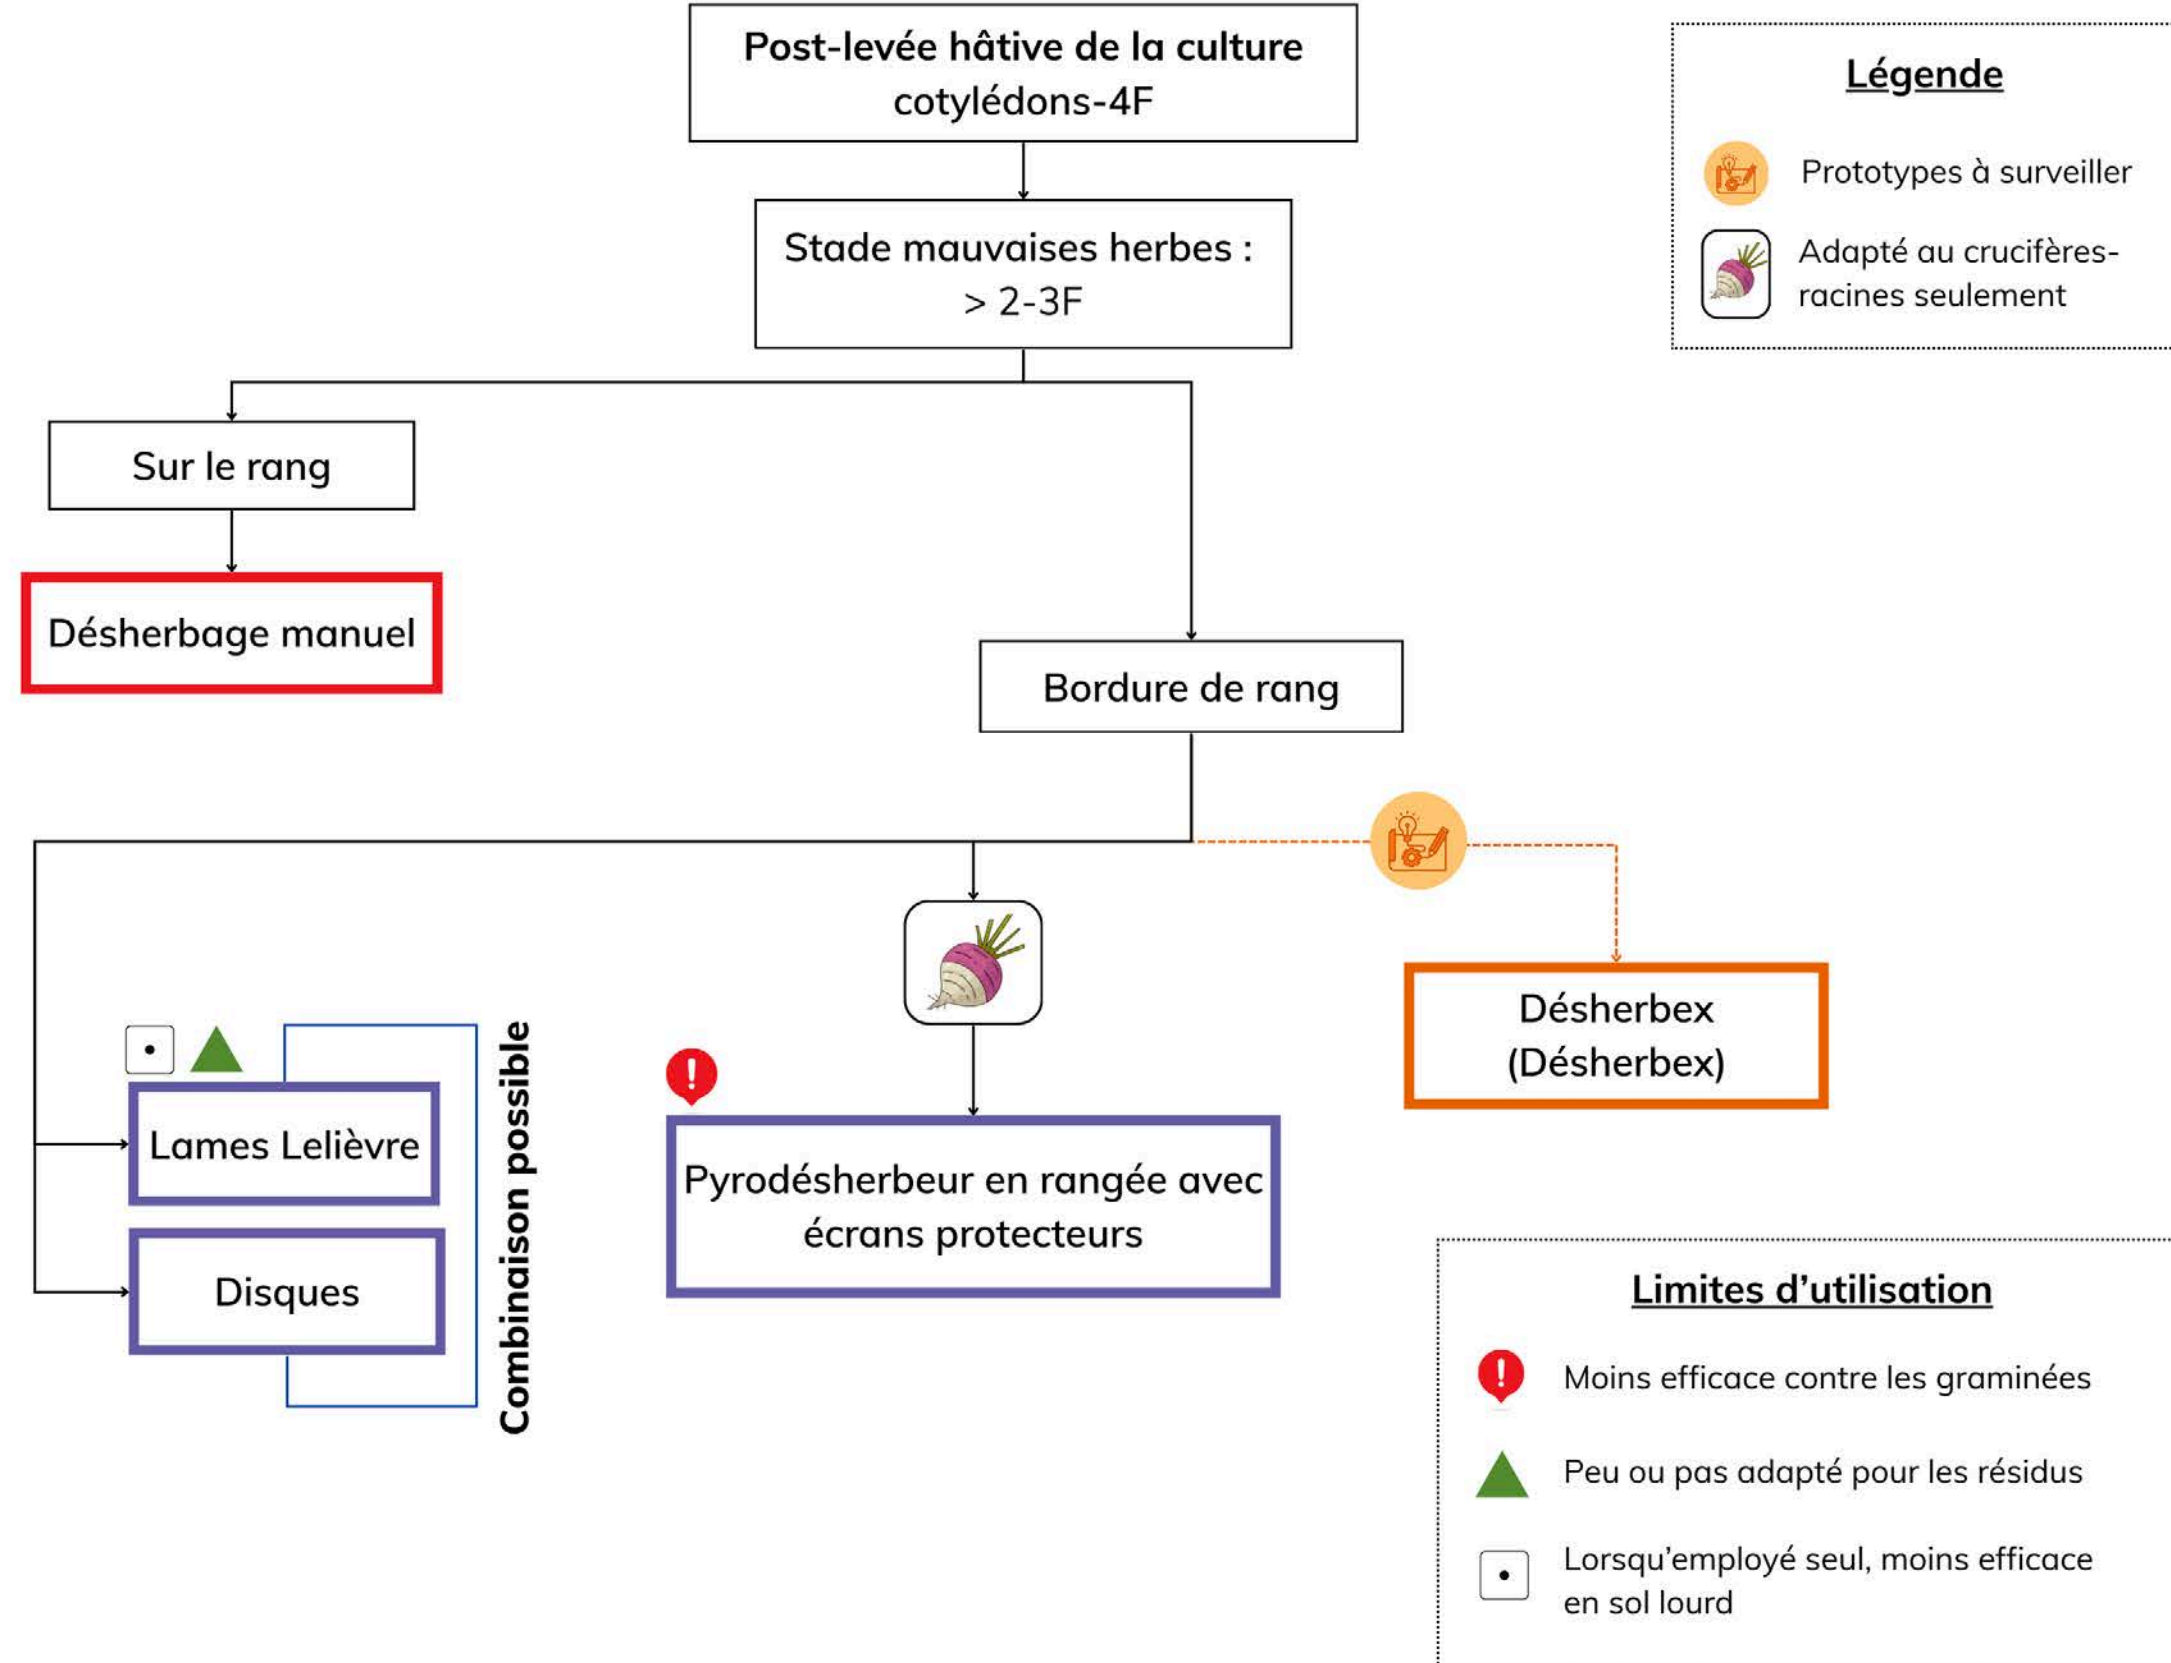 Post-levée hâtive de la culture
cotylédons-4F
Légende
Prototypes à surveiller
Adapté au crucifères-
racines seulement
Stade mauvaises herbes :
> 2-3F
Sur le rang
Désherbage manuel
Bordure de rang
Lames Lelièvre
Disques
Combinaison possible
Pyrodésherbeur en rangée avec
écrans protecteurs
Désherbex
(Désherbex)
Limites d'utilisation
Moins efficace contre les graminées
Peu ou pas adapté pour les résidus
Lorsqu'employé seul, moins efficace
en sol lourd